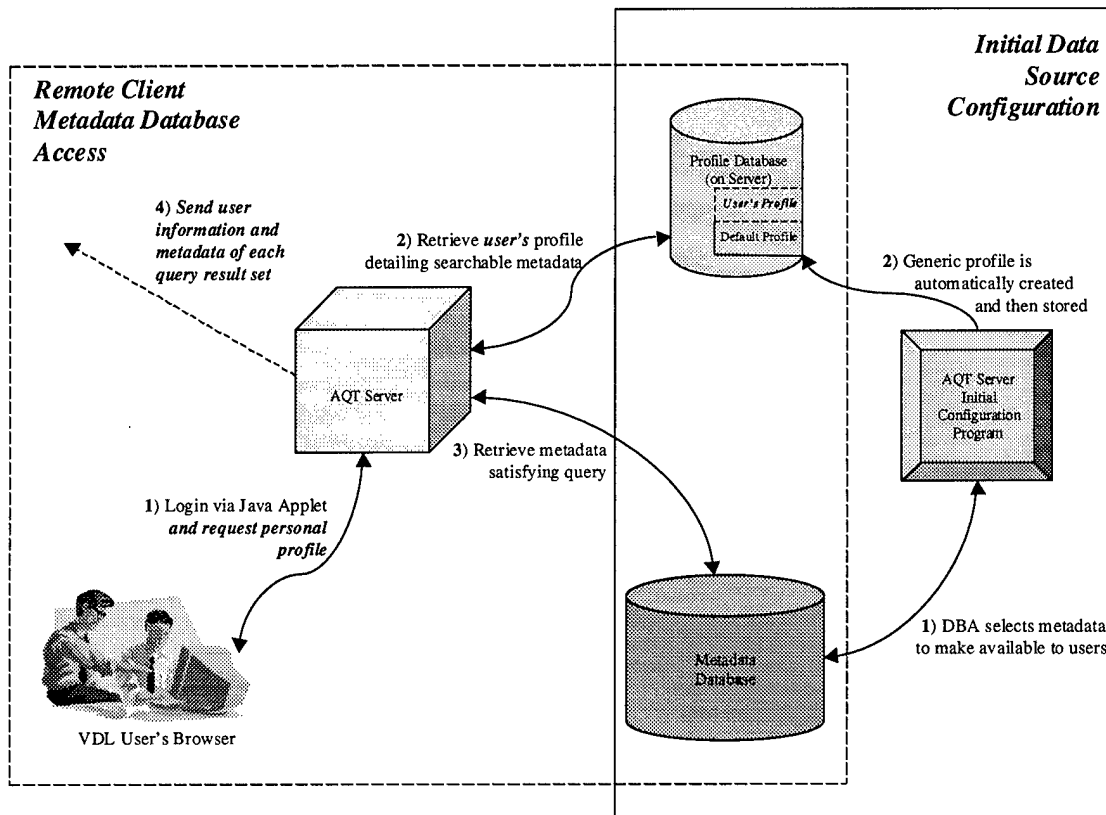 Initial Data
Source
Configuration
Remote Client
Metadata Database
Access
Profile Database
(on Server)
User's Profile
Default Profile
4) Send user
information and
metadata of each
query result set
2) Retrieve user's profile
detailing searchable metadata
2) Generic profile is
automatically created
and then stored
AQT Server
AQT Server
Initial
Configuration
Program
3) Retrieve metadata
satisfying query
1) Login via Java Applet
and request personal
profile
1) DBA selects metadata
to make available to users
Metadata
Database
VDL User's Browser